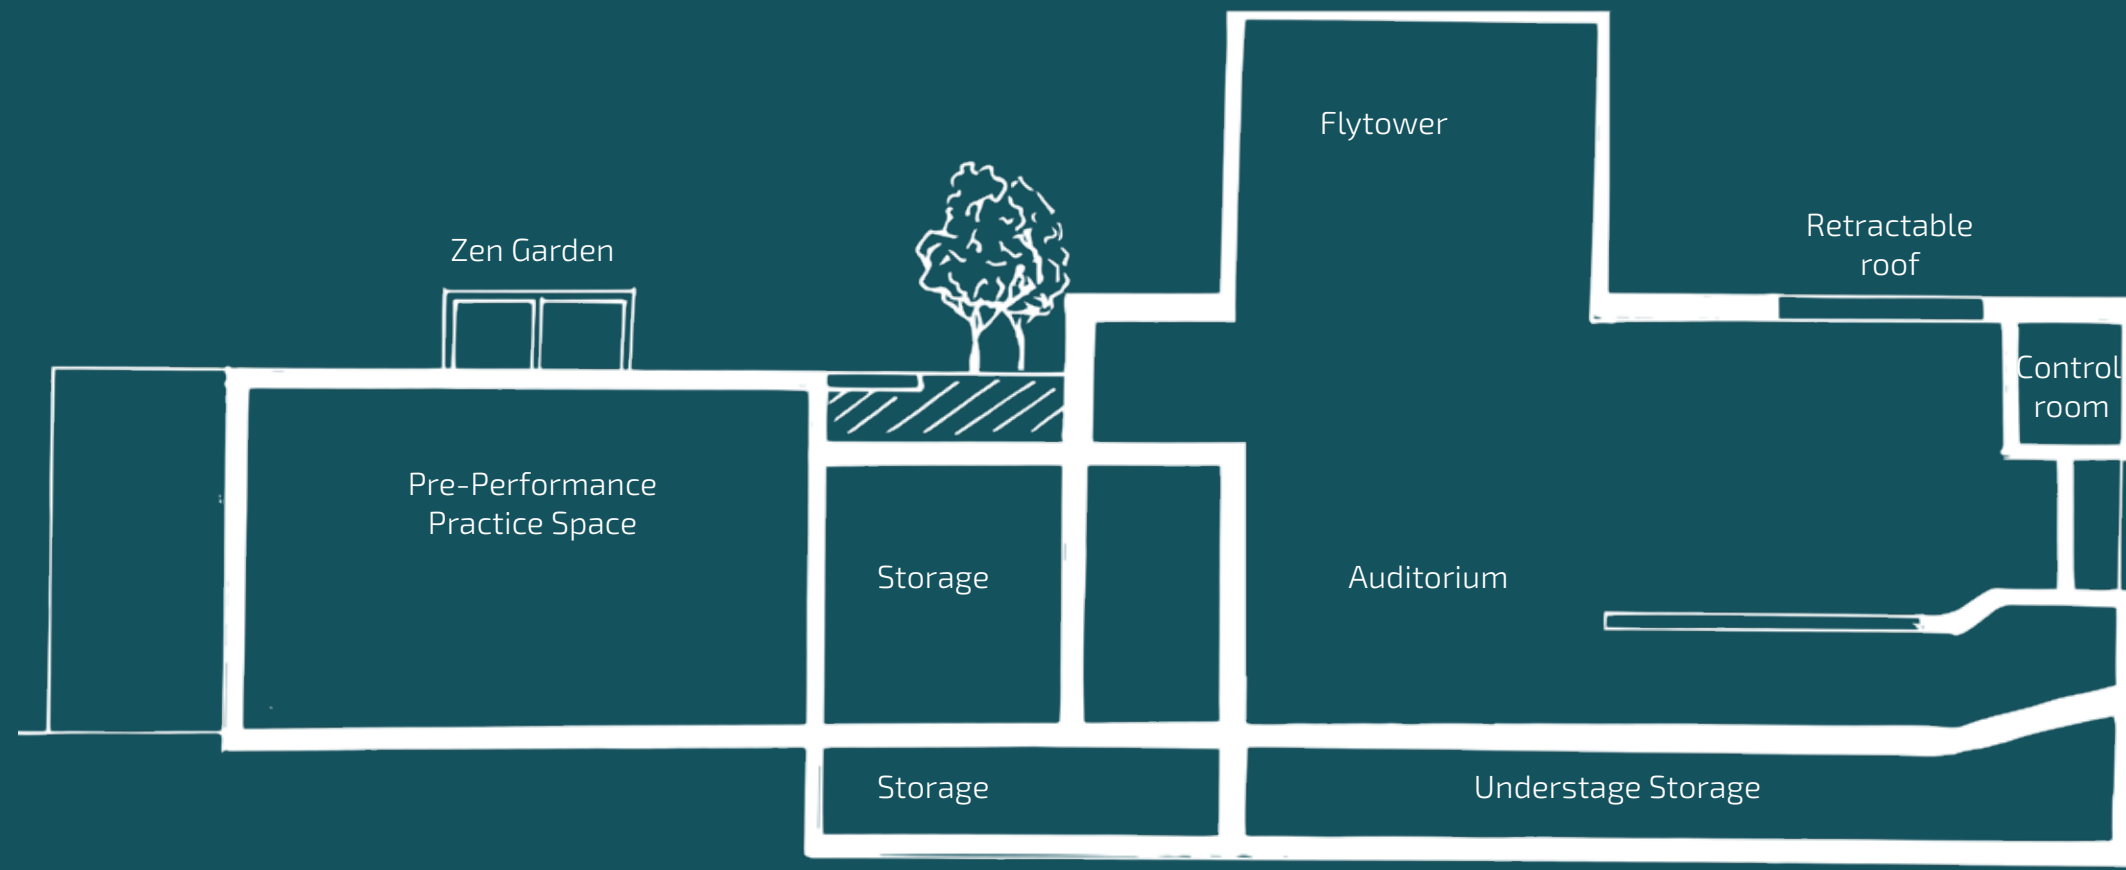 Flytower
Retractable
roof
Zen Garden
Control
room
Pre-Performance
Practice Space
Storage
Auditorium
Storage
Understage Storage